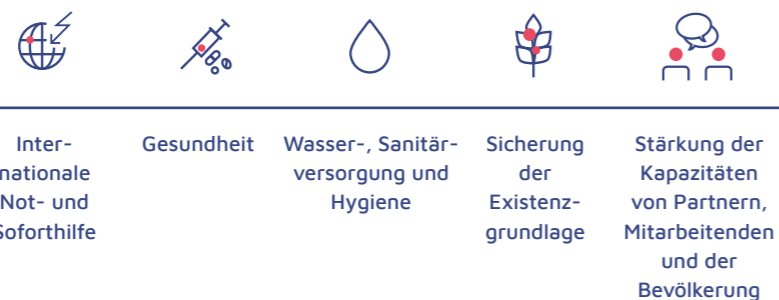 Inter-
nationale
Not- und
Soforthilfe
Gesundheit
Wasser-, Sanitär-
versorgung und
Hygiene
Sicherung
der
Existenz-
grundlage
Stärkung der
Kapazitäten
von Partnern,
Mitarbeitenden
und der
Bevölkerung